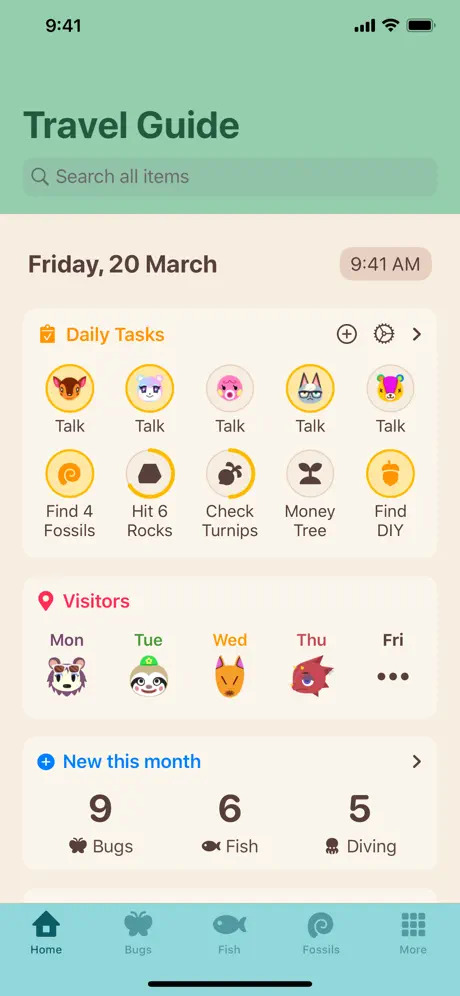 9:41
Travel Guide
Search all items
Friday, 20 March
9:41 AM
Daily Tasks
Talk
Talk
Talk
Talk
Talk
Find 4
Fossils
Hit 6
Rocks
Check
Turnips
Money
Tree
Find
DIY
Visitors
Mon
Tue
Wed
Thu
Fri
New this month
9
6
5
Bugs
Fish
Diving
Home
Bugs
Fish
Fossils
More